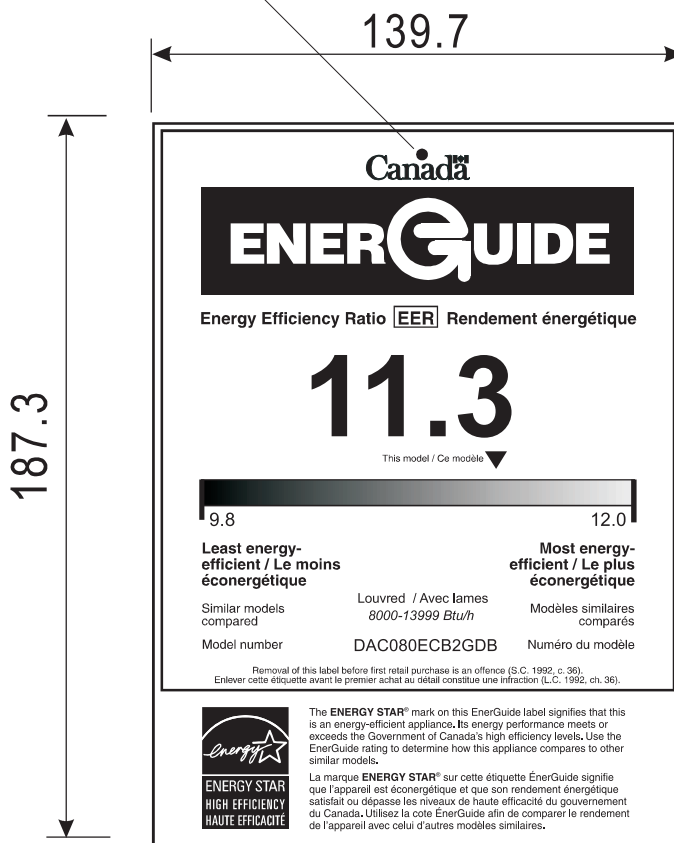 139.7
187.3
Canada
ENERGUIDE
Energy Efficiency Ratio EER Rendement énergétique
11.3
This model / Ce modèle
9.8 12.0
Least energy-
efficient / Le moins
éconergétique
Most energy-
efficient / Le plus
éconergétique
Similar models
compared
Louvred / Avec lames
8000-13999 Btu/h
Modèles similaires
comparés
Model number DAC080ECB2GDB Numéro du modèle
Removal of this label before first retail purchase is an offence (S.C. 1992, c. 36).
Enlever cette étiquette avant le premier achat au détail constitue une infraction (L.C. 1992, ch. 36).
energy
ENERGY STAR
HIGH EFFICIENCY
HAUTE EFFICACITÉ
The ENERGY STAR® mark on this EnerGuide label signifies that this
is an energy-efficient appliance. Its energy performance meets or
exceeds the Government of Canada's high efficiency levels. Use the
EnerGuide rating to determine how this appliance compares to other
similar models.
La marque ENERGY STAR® sur cette étiquette ÉnerGuide signifie
que l'appareil est éconergétique et que son rendement énergétique
satisfait ou dépasse les niveaux de haute efficacité du gouvernement
du Canada. Utilisez la cote ÉnerGuide afin de comparer le rendement
de l'appareil avec celui d'autres modèles similaires.